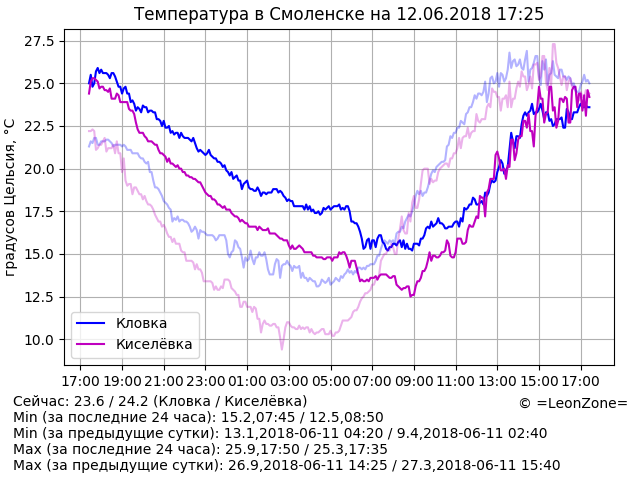 Температура в Смоленске на 12.06.2018 17:25
градусов Цельсия, °C
27.5
25.0
22.5
20.0
17.5
15.0
12.5
10.0
Кловка
Киселёвка
17:00 19:00 21:00 23:00 01:00 03:00 05:00 07:00 09:00 11:00 13:00 15:00 17:00
Сейчас: 23.6 / 24.2 (Кловка / Киселёвка)
© =LeonZone=
Min (за последние 24 часа): 15.2,07:45 / 12.5,08:50
Min (за предыдущие сутки): 13.1,2018-06-11 04:20 / 9.4,2018-06-11 02:40
Max (за последние 24 часа): 25.9,17:50 / 25.3,17:35
Max (за предыдущие сутки): 26.9,2018-06-11 14:25 / 27.3,2018-06-11 15:40